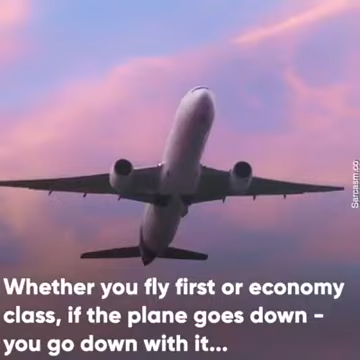 Sarcasm.co
Whether you fly first or economy
class, if the plane goes down -
you go down with it...